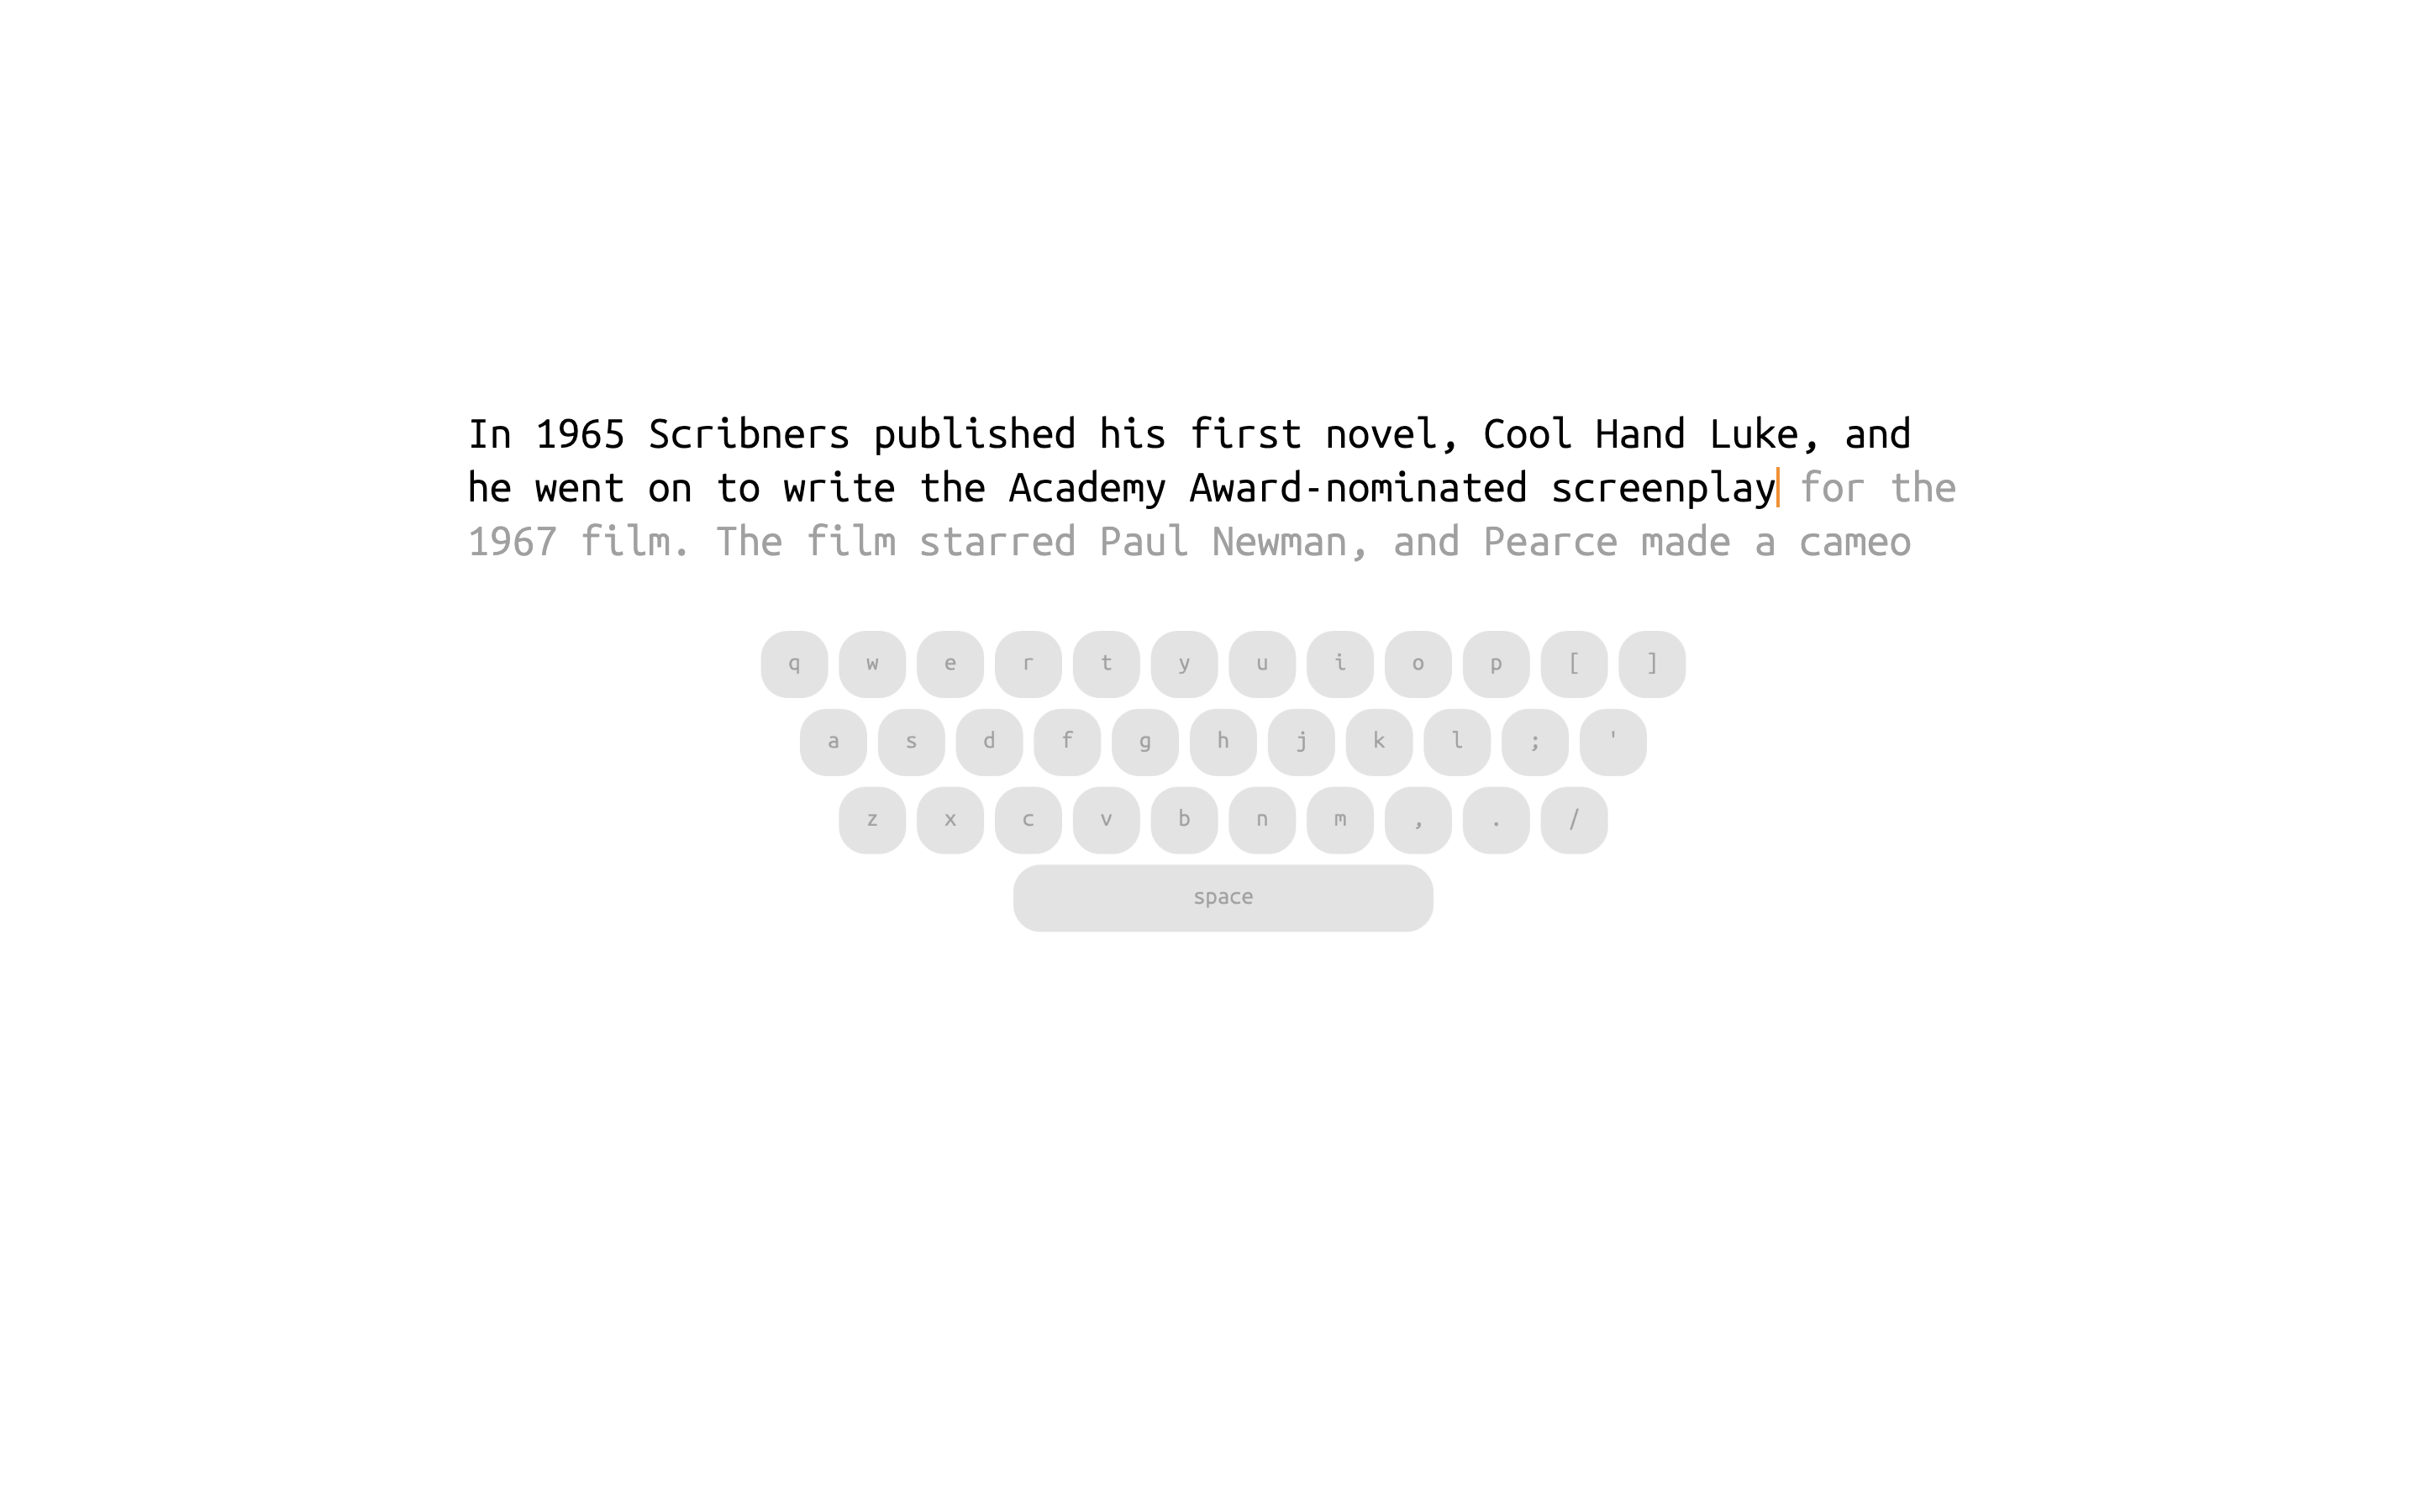 In 1965 Scribners published his first novel, Cool Hand Luke, and
he went on to write the Academy Award-nominated screenplay for the
1967 film. The film starred Paul Newman, and Pearce made a cameo
q w e r t y u i o p [ ]
a s d f g h j k l ; '
z x c v b n m , . /
space